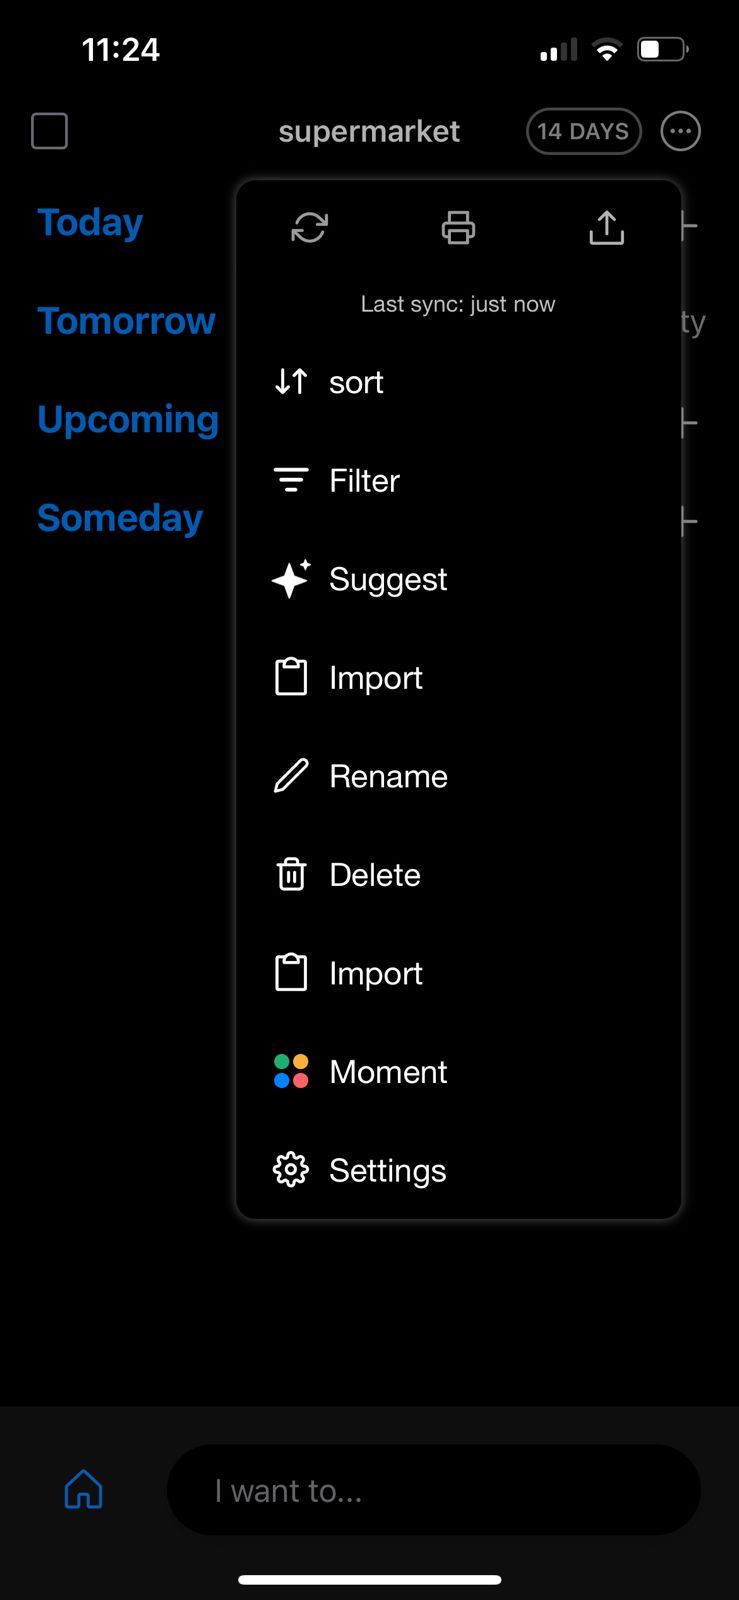 11:24
supermarket
14 DAYS
Today
Last sync: just now
Tomorrow
ty
sort
Upcoming
Filter
Someday
Suggest
Import
Rename
Delete
Import
Moment
Settings
I want to...